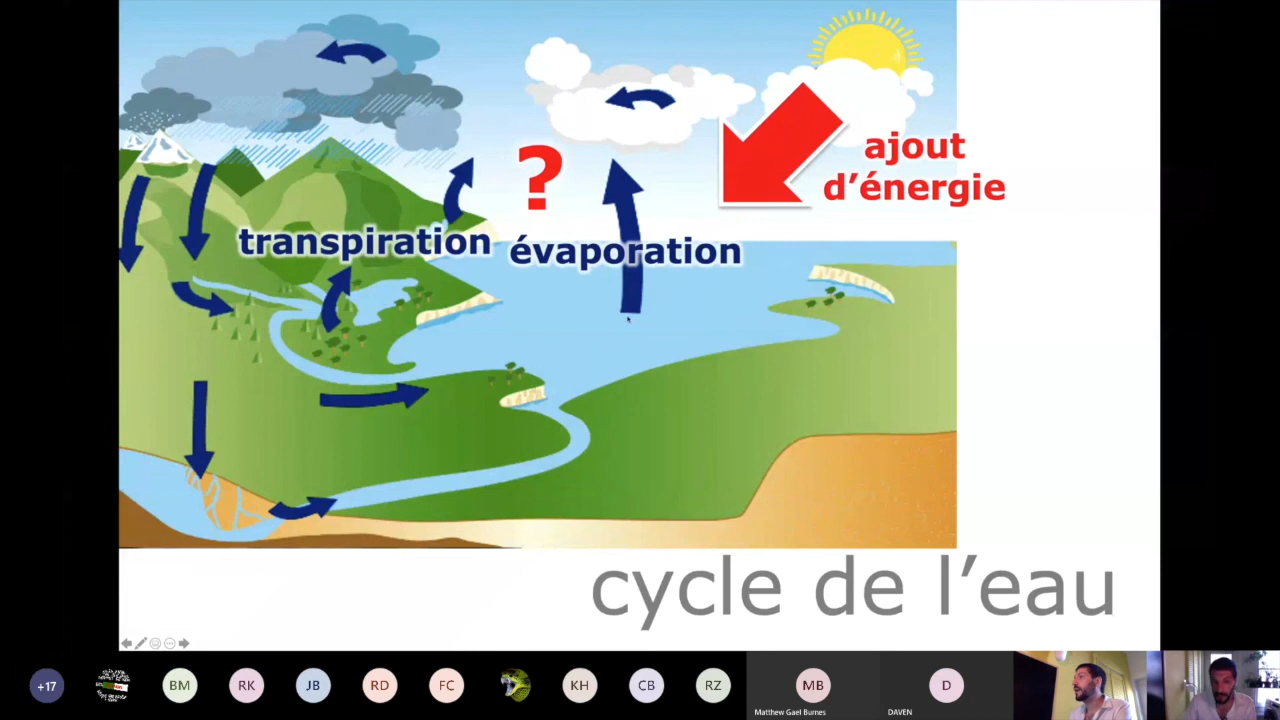 ajout
d’énergie
?
transpiration
évaporation
cycle de l’eau
+17
BM
RK
JB
RD
FC
KH
CB
RZ
MB
D
Matthew Gael Burnes
DAVEN